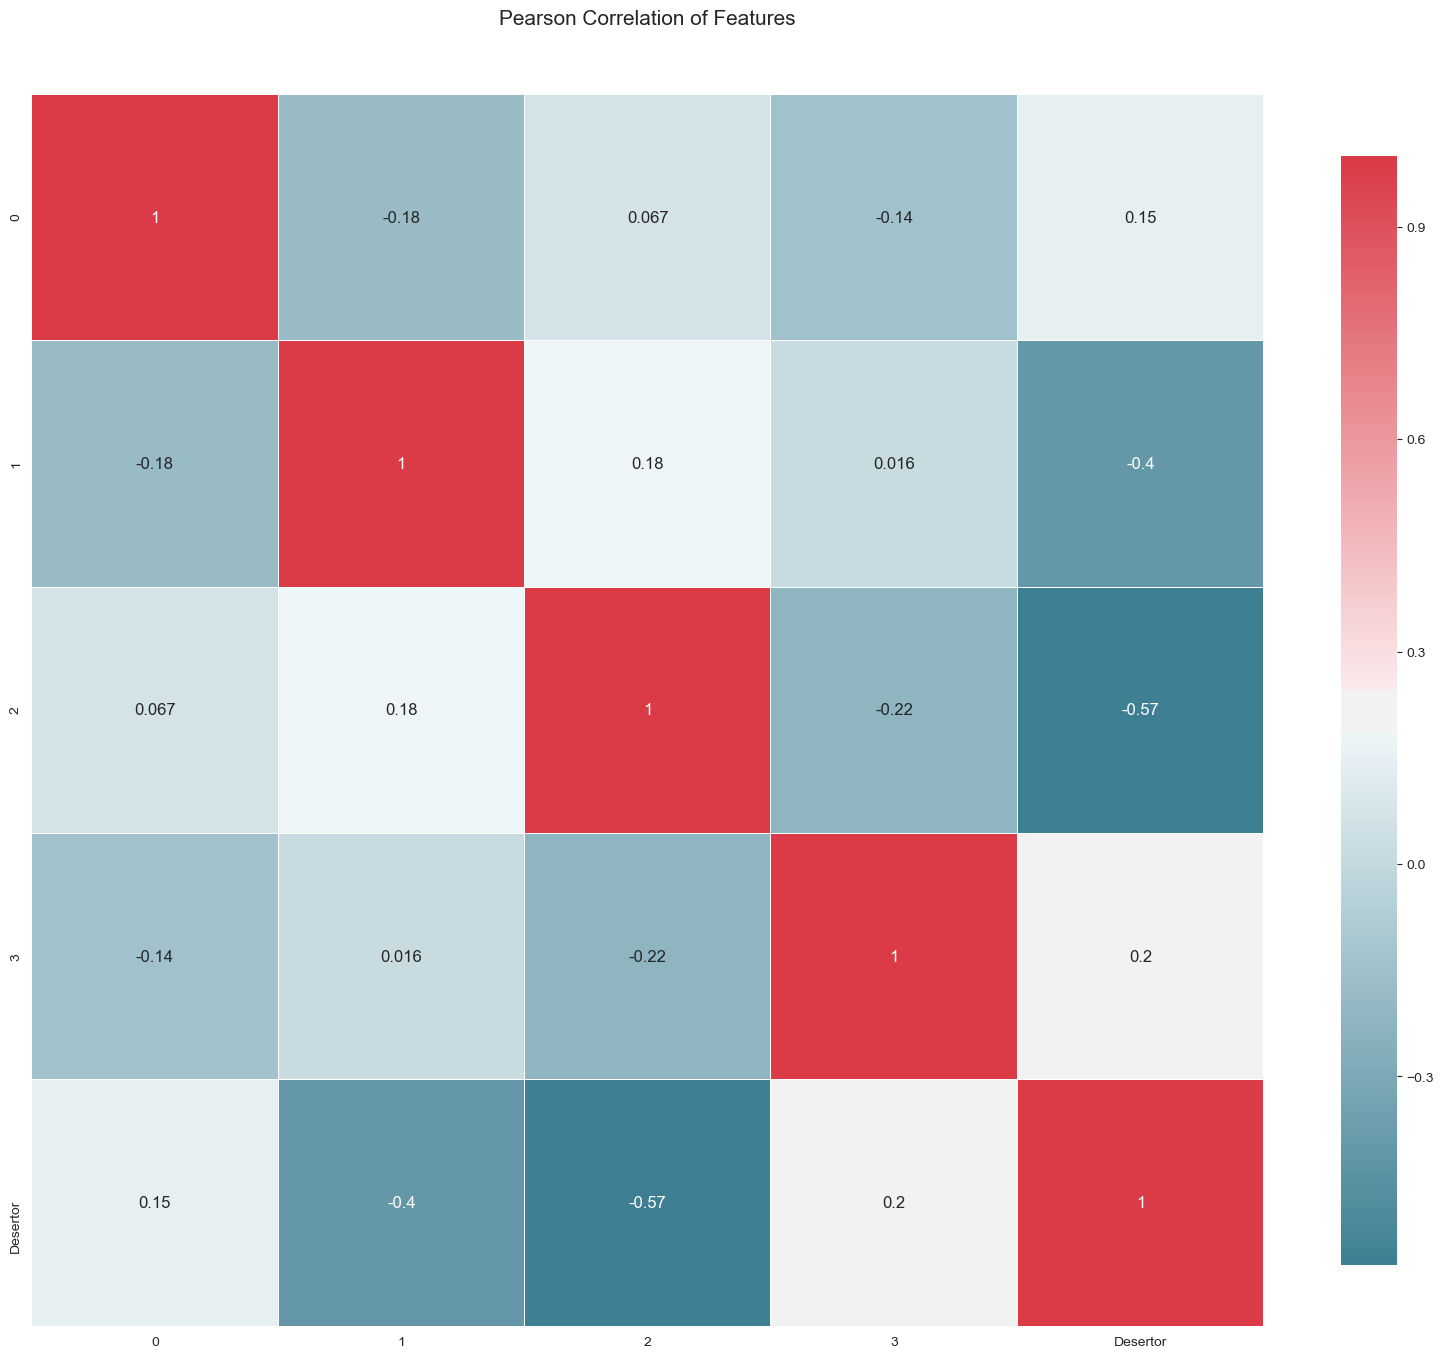 Pearson Correlation of Features
0 1 -0.18 0.067 -0.14 0.15
1 -0.18 1 0.18 0.016 -0.4
2 0.067 0.18 1 -0.22 -0.57
3 -0.14 0.016 -0.22 1 0.2
Desertor 0.15 -0.4 -0.57 0.2 1
0 1 2 3 Desertor
0.9
0.6
0.3
0.0
−0.3